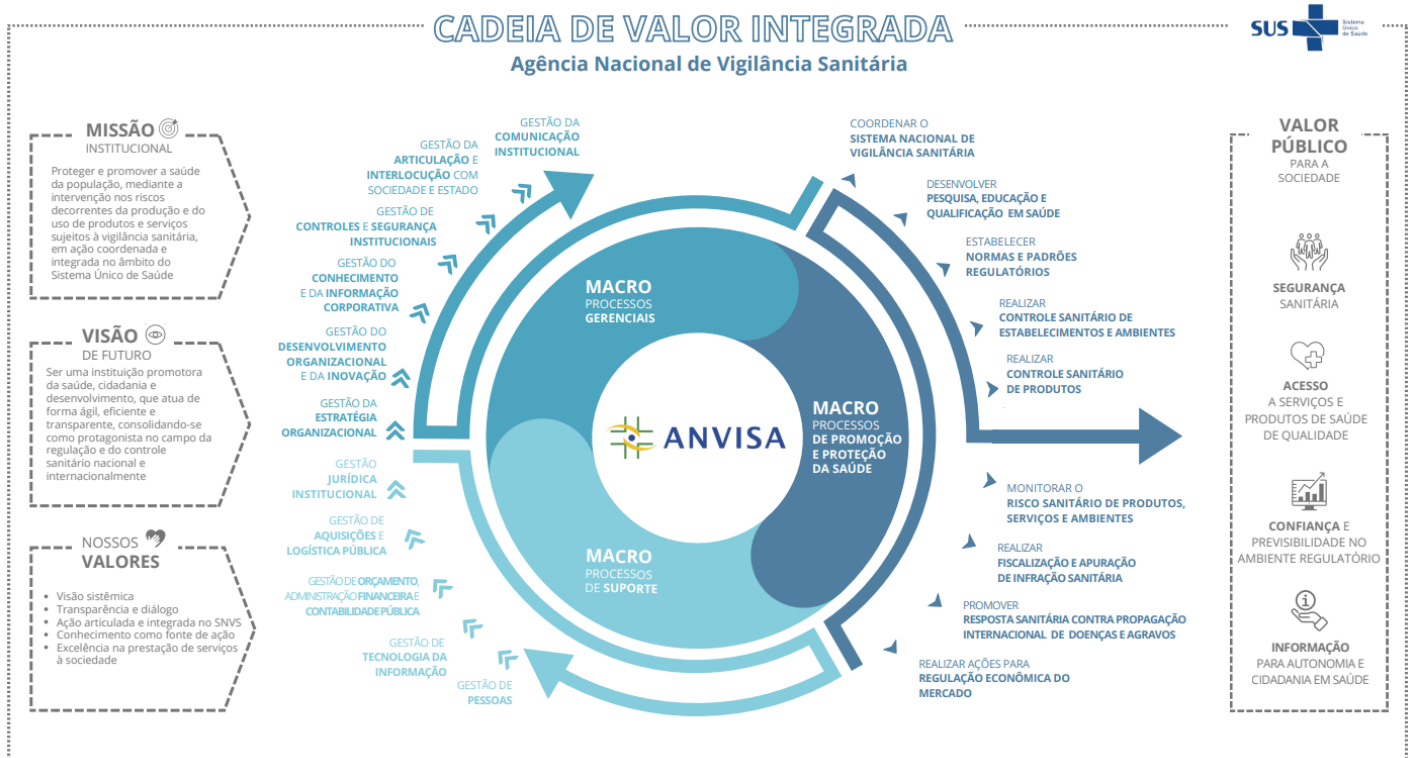 CADEIA DE VALOR INTEGRADA
Agência Nacional de Vigilância Sanitária
SUS
Sistema
Único
de Saúde
MISSÃO
INSTITUCIONAL
Proteger e promover a saúde
da população, mediante a
intervenção nos riscos
decorrentes da produção e do
uso de produtos e serviços
sujeitos à vigilância sanitária,
em ação coordenada e
integrada no âmbito do
Sistema Único de Saúde
VISÃO
DE FUTURO
Ser uma instituição promotora
da saúde, cidadania e
desenvolvimento, que atua de
forma ágil, eficiente e
transparente, consolidando-se
como protagonista no campo da
regulação e do controle
sanitário nacional e
internacionalmente
NOSSOS
VALORES
• Visão sistêmica
• Transparência e diálogo
• Ação articulada e integrada no SNVS
• Conhecimento como fonte de ação
• Excelência na prestação de serviços
à sociedade
GESTÃO DA
COMUNICAÇÃO
INSTITUCIONAL
GESTÃO DA
ARTICULAÇÃO E
INTERLOCUÇÃO COM
SOCIEDADE E ESTADO
GESTÃO DE
CONTROLES E SEGURANÇA
INSTITUCIONAIS
GESTÃO DO
CONHECIMENTO
E DA INFORMAÇÃO
CORPORATIVA
GESTÃO DO
DESENVOLVIMENTO
ORGANIZACIONAL
E DA INOVAÇÃO
GESTÃO DA
ESTRATÉGIA
ORGANIZACIONAL
GESTÃO
JURÍDICA
INSTITUCIONAL
GESTÃO DE
AQUISIÇÕES E
LOGÍSTICA PÚBLICA
GESTÃO DE ORÇAMENTO,
ADMINISTRAÇÃO FINANCEIRA E
CONTABILIDADE PÚBLICA
GESTÃO DE
TECNOLOGIA DA
INFORMAÇÃO
GESTÃO DE
PESSOAS
MACRO
PROCESSOS
GERENCIAIS
ANVISA
MACRO
PROCESSOS
DE PROMOÇÃO
E PROTEÇÃO
DA SAÚDE
MACRO
PROCESSOS
DE SUPORTE
COORDENAR O
SISTEMA NACIONAL DE
VIGILÂNCIA SANITÁRIA
DESENVOLVER
PESQUISA, EDUCAÇÃO E
QUALIFICAÇÃO EM SAÚDE
ESTABELECER
NORMAS E PADRÕES
REGULATÓRIOS
REALIZAR
CONTROLE SANITÁRIO DE
ESTABELECIMENTOS E AMBIENTES
REALIZAR
CONTROLE SANITÁRIO
DE PRODUTOS
MONITORAR O
RISCO SANITÁRIO DE PRODUTOS,
SERVIÇOS E AMBIENTES
REALIZAR
FISCALIZAÇÃO E APURAÇÃO
DE INFRAÇÃO SANITÁRIA
PROMOVER
RESPOSTA SANITÁRIA CONTRA PROPAGAÇÃO
INTERNACIONAL DE DOENÇAS E AGRAVOS
REALIZAR AÇÕES PARA
REGULAÇÃO ECONÔMICA DO
MERCADO
VALOR
PÚBLICO
PARA A
SOCIEDADE
SEGURANÇA
SANITÁRIA
ACESSO
A SERVIÇOS E
PRODUTOS DE SAÚDE
DE QUALIDADE
CONFIANÇA E
PREVISIBILIDADE NO
AMBIENTE REGULATÓRIO
INFORMAÇÃO
PARA AUTONOMIA E
CIDADANIA EM SAÚDE